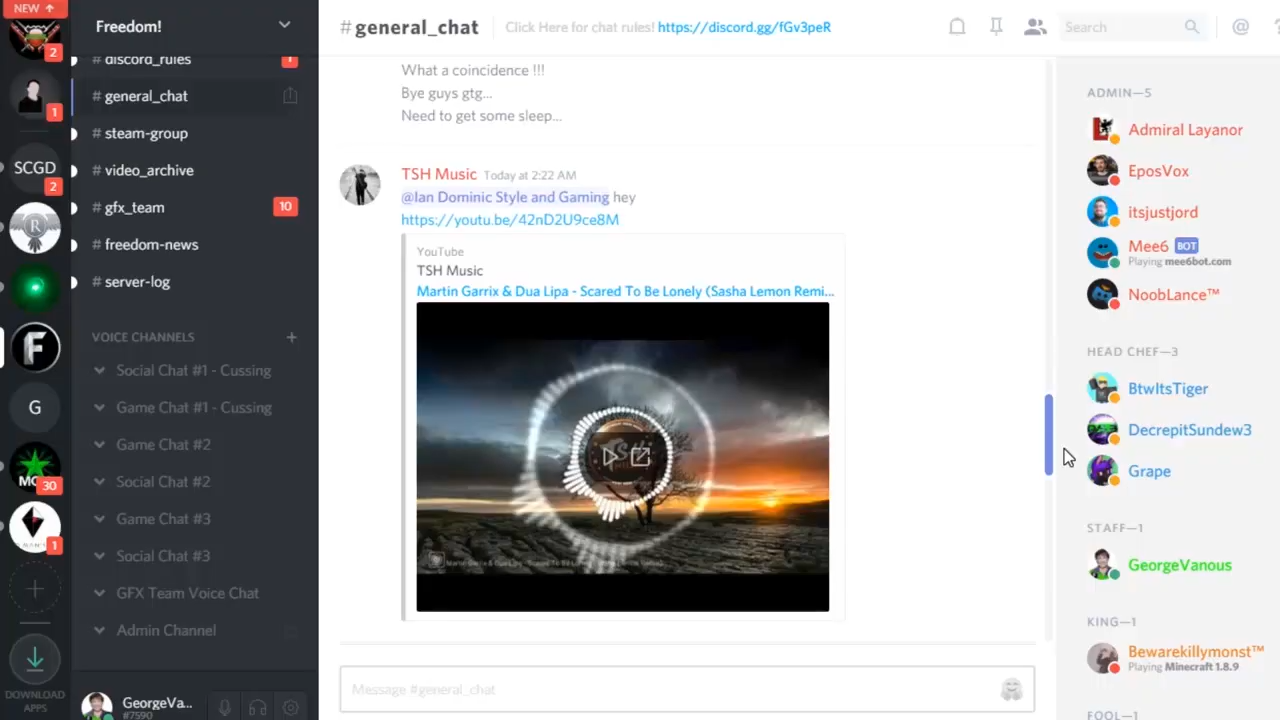 NEW ↑
2
1
SCGD
2
R
F
G
MC
30
1
DOWNLOAD
APPS
Freedom!
# discord_rules
1
# general_chat
# steam-group
# video_archive
# gfx_team
10
# freedom-news
# server-log
VOICE CHANNELS
Social Chat #1 - Cussing
Game Chat #1 - Cussing
Game Chat #2
Social Chat #2
Game Chat #3
Social Chat #3
GFX Team Voice Chat
Admin Channel
GeorgeVa...
#7590
#general_chat
Click Here for chat rules! https://discord.gg/fGv3peR
Search
@
?
What a coincidence !!!
Bye guys gtg...
Need to get some sleep...
TSH Music Today at 2:22 AM
@Ian Dominic Style and Gaming hey
https://youtu.be/42nD2U9ce8M
YouTube
TSH Music
Martin Garrix & Dua Lipa - Scared To Be Lonely (Sasha Lemon Remi...
Message #general_chat
ADMIN—5
Admiral Layanor
EposVox
itsjustjord
Mee6 BOT
Playing mee6bot.com
NoobLance™
HEAD CHEF—3
BtwItsTiger
DecrepitSundew3
Grape
STAFF—1
GeorgeVanous
KING—1
Bewarekillymonst™
Playing Minecraft 1.8.9
FOOL—1